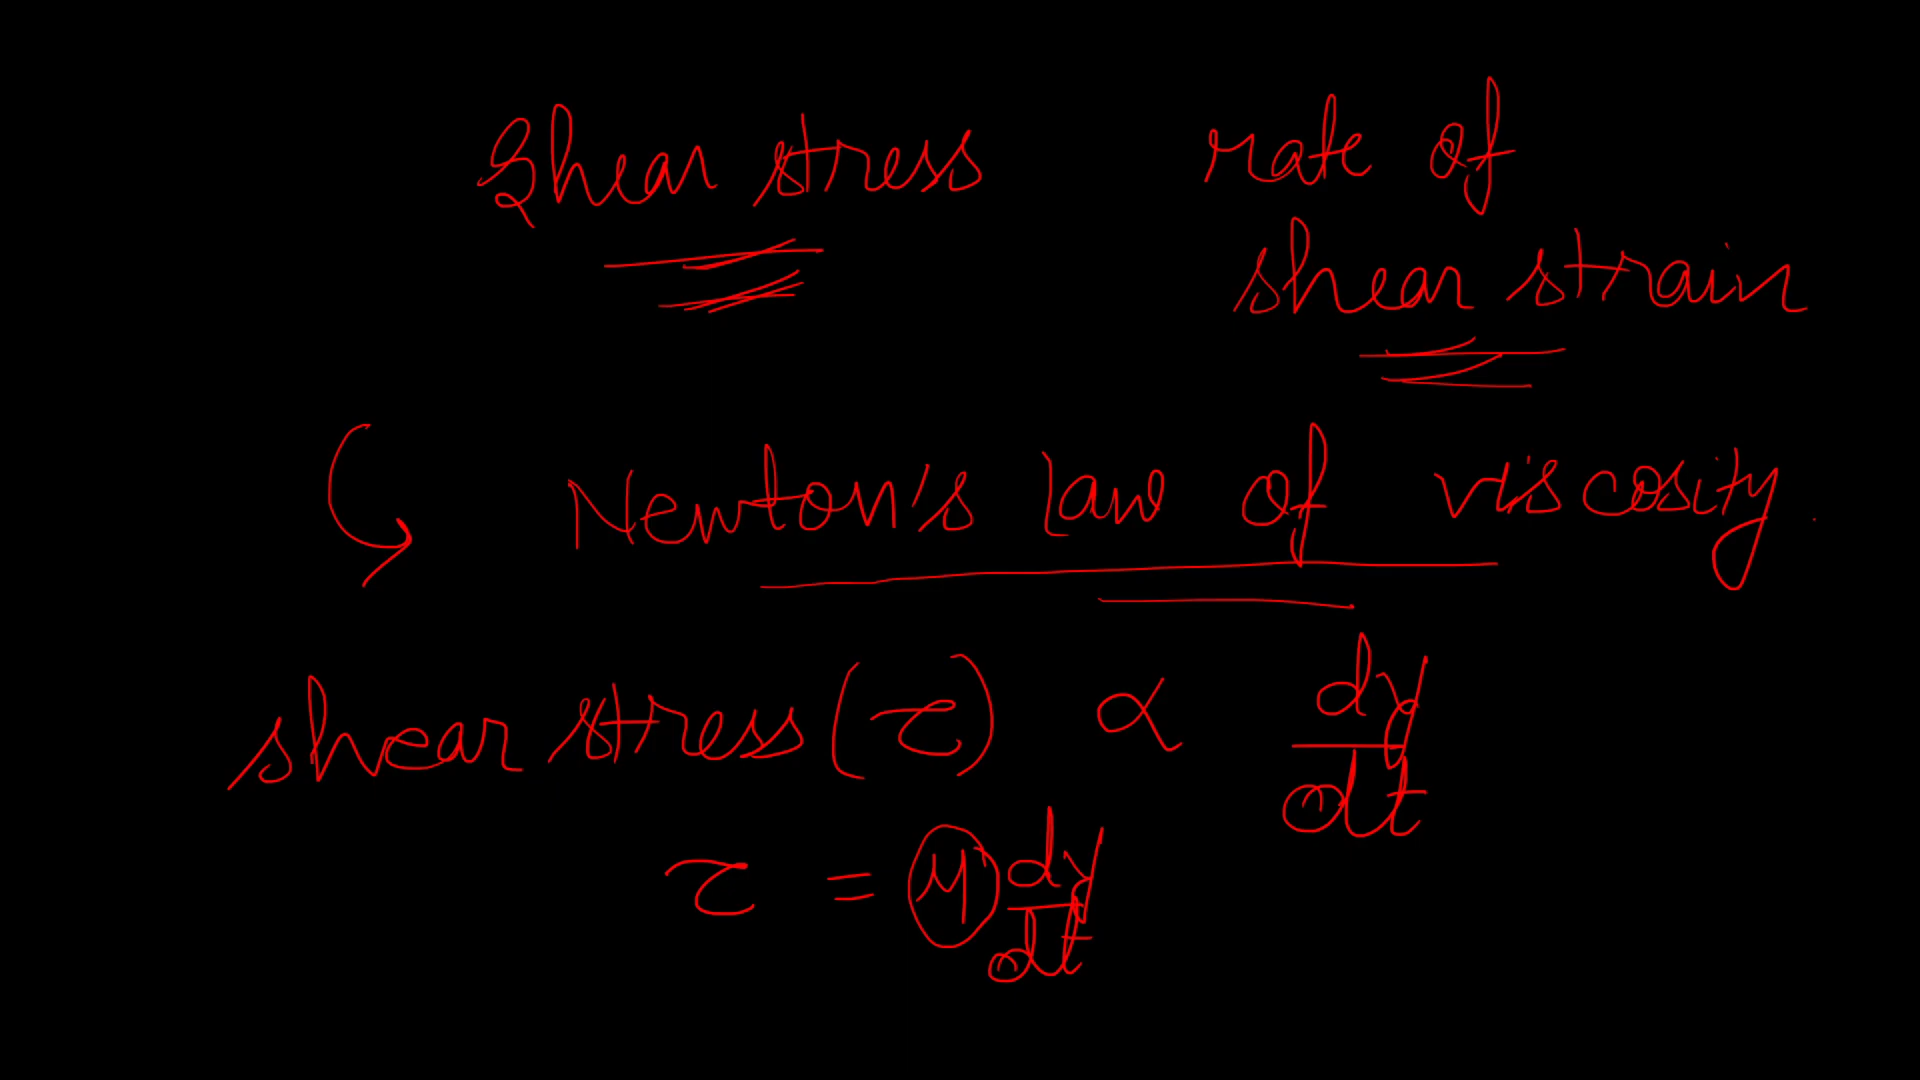 Shear stress rate of
shear strain
Newton's law of viscosity.
shear stress (τ) ∝ dγ/dt
τ = μ dγ/dt